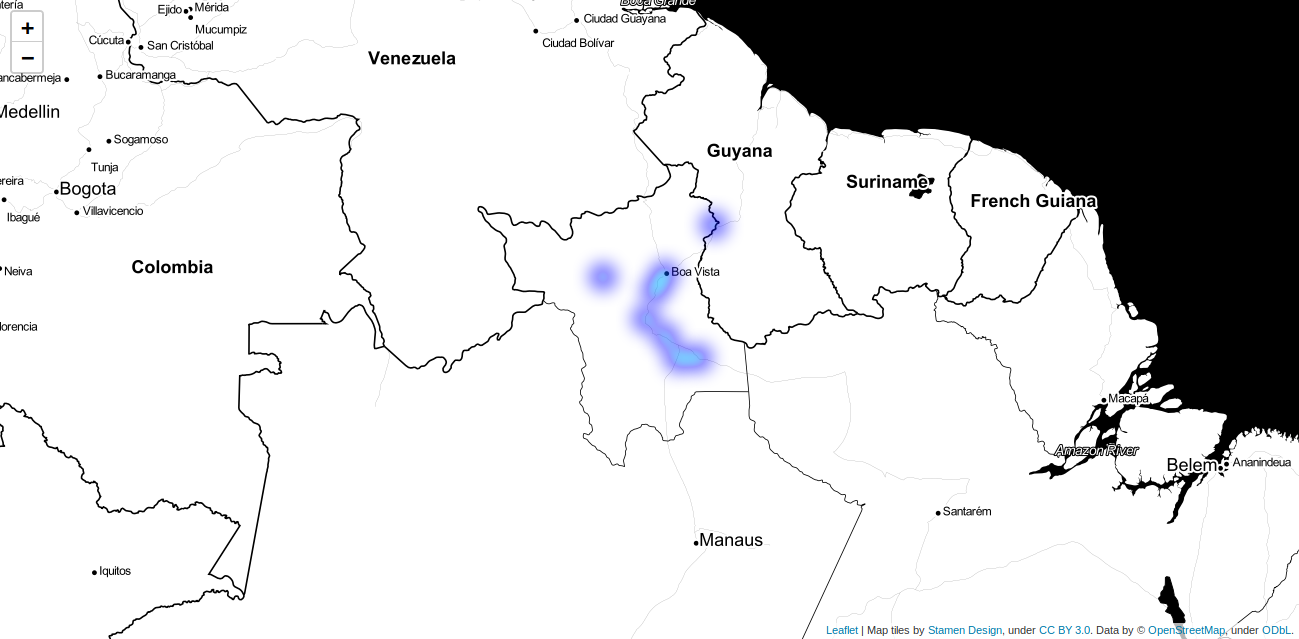 Boca Grande
Ejido
Mérida
Mucumpiz
Ciudad Guayana
Ciudad Bolívar
+
−
Cúcuta
San Cristóbal
Venezuela
ancabermeja
Bucaramanga
Medellin
Sogamoso
Guyana
Tunja
ereira
Bogota
Suriname
French Guiana
Ibagué
Villavicencio
Neiva
Colombia
Boa Vista
lorencia
Macapá
Amazon River
Belem
Ananindeua
Santarém
Manaus
Iquitos
Leaflet | Map tiles by Stamen Design, under CC BY 3.0. Data by © OpenStreetMap, under ODbL.